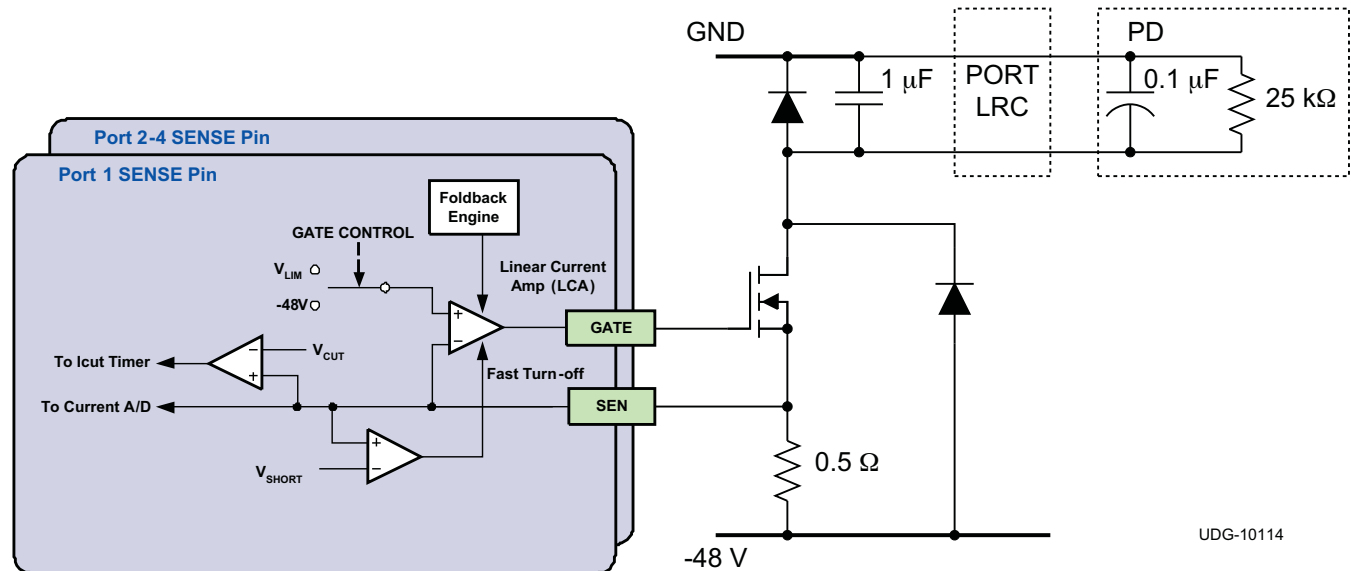 GND
PD
1 μF
PORT
LRC
0.1 μF
25 kΩ
Port 2-4 SENSE Pin
Port 1 SENSE Pin
Foldback
Engine
GATE CONTROL
VLIM
-48V
Linear Current
Amp (LCA)
+
−
GATE
VCUT
−
+
To Icut Timer
Fast Turn-off
To Current A/D
SEN
+
−
VSHORT
0.5 Ω
-48 V
UDG-10114